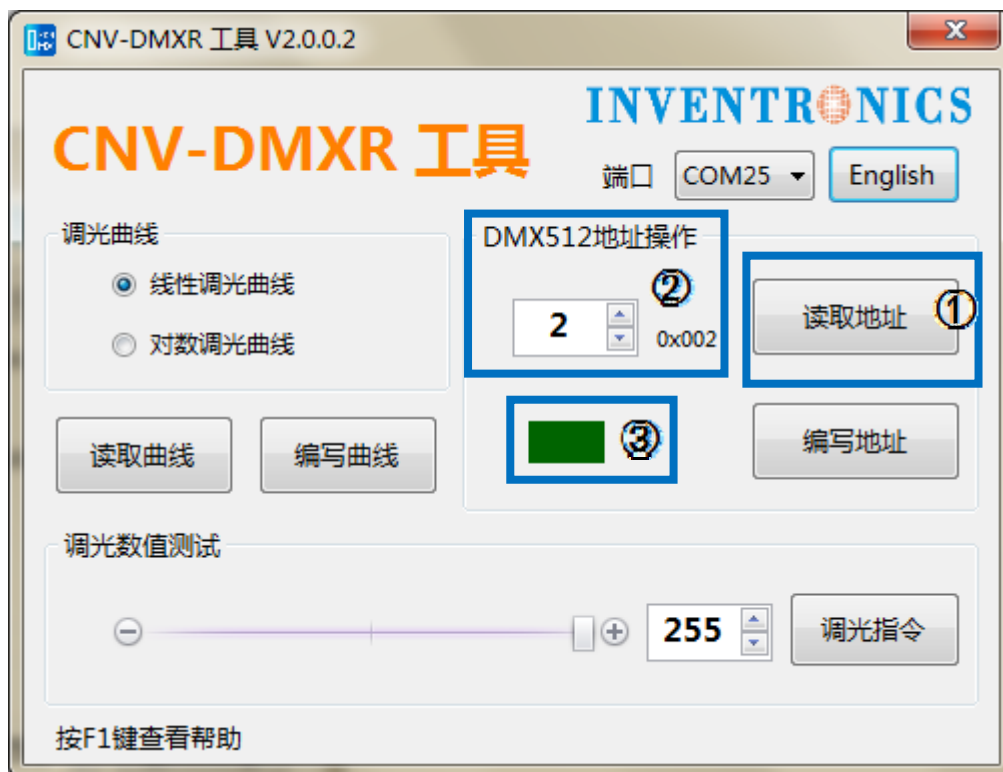 CNV-DMXR 工具 V2.0.0.2
INVENTRONICS
CNV-DMXR 工具
端口 COM25 English
调光曲线
线性调光曲线
对数调光曲线
读取曲线 编写曲线
DMX512地址操作
②
2 0x002
读取地址 ①
③
编写地址
调光数值测试
255 调光指令
按F1键查看帮助